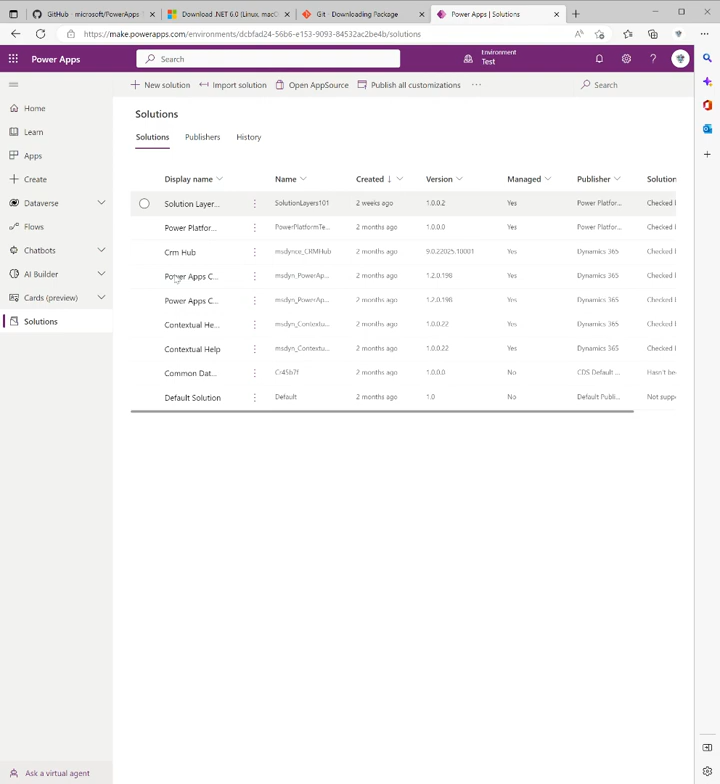 GitHub - microsoft/PowerApps
Download .NET 6.0 (Linux, macO
Git - Downloading Package
Power Apps | Solutions
https://make.powerapps.com/environments/dcbfad24-56b6-e153-9093-84532ac2be4b/solutions
Power Apps
Search
Environment
Test
New solution
Import solution
Open AppSource
Publish all customizations
Search
Home
Learn
Apps
Create
Dataverse
Flows
Chatbots
AI Builder
Cards (preview)
Solutions
Solutions
Solutions Publishers History
Display name Name Created Version Managed Publisher Solution
Solution Layer... SolutionLayers101 2 weeks ago 1.0.0.2 Yes Power Platfor... Checked
Power Platfor... PowerPlatformTe... 2 months ago 1.0.0.0 Yes Power Platfor... Checked
Crm Hub msdynce_CRMHub 2 months ago 9.0.22025.10001 Yes Dynamics 365 Checked
Power Apps C... msdyn_PowerAp... 2 months ago 1.2.0.198 Yes Dynamics 365 Checked
Power Apps C... msdyn_PowerAp... 2 months ago 1.2.0.198 Yes Dynamics 365 Checked
Contextual He... msdyn_Contextu... 2 months ago 1.0.0.22 Yes Dynamics 365 Checked
Contextual Help msdyn_Contextu... 2 months ago 1.0.0.22 Yes Dynamics 365 Checked
Common Dat... Cr45b7f 2 months ago 1.0.0.0 No CDS Default ... Hasn't be
Default Solution Default 2 months ago 1.0 No Default Publi... Not supp
Ask a virtual agent